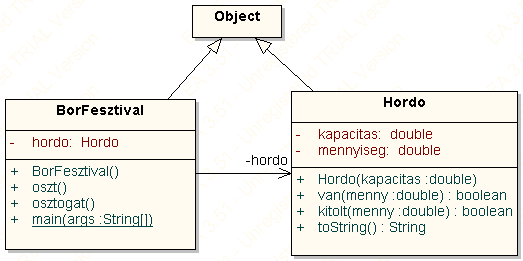 Object
BorFesztival
- hordo: Hordo
+ BorFesztival()
+ oszt()
+ osztogat()
+ main(args :String[])
-hordo
Hordo
- kapacitas: double
- mennyiseg: double
+ Hordo(kapacitas :double)
+ van(menny :double) : boolean
+ kitolt(menny :double) : boolean
+ toString() : String